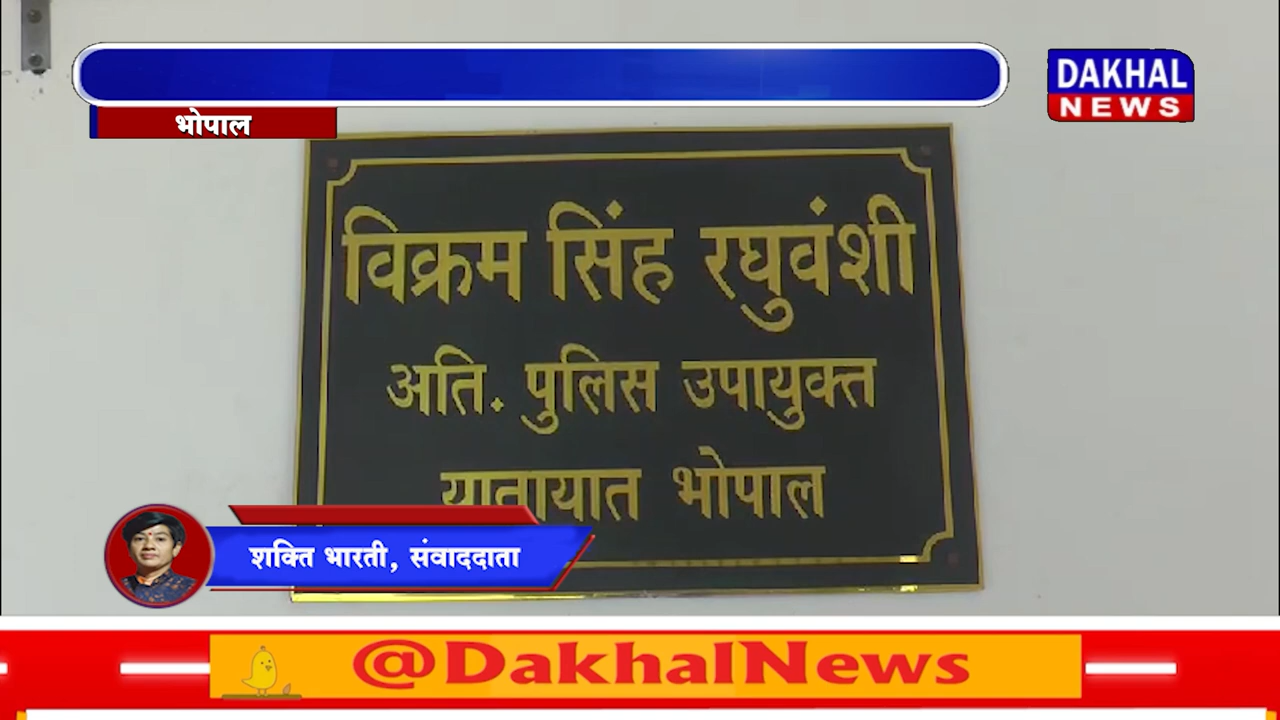 DAKHAL
NEWS
भोपाल
विक्रम सिंह रघुवंशी
अति. पुलिस उपायुक्त
यातायात भोपाल
शक्ति भारती, संवाददाता
@DakhalNews